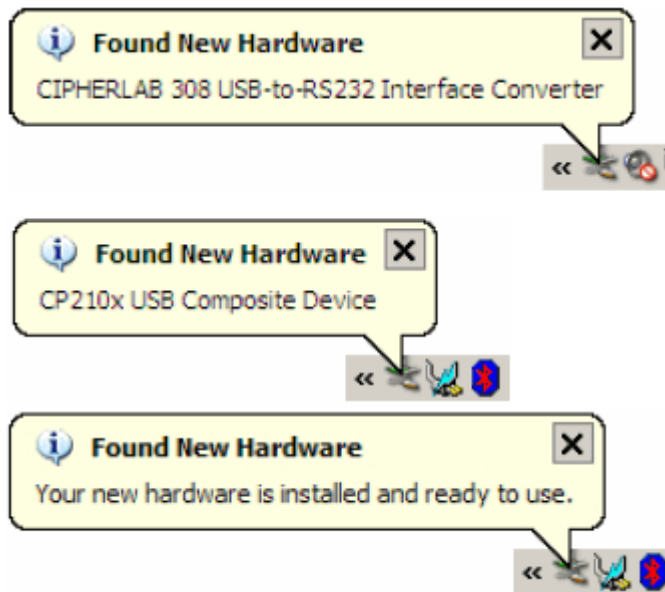 Found New Hardware
CIPHERLAB 308 USB-to-RS232 Interface Converter
Found New Hardware
CP210x USB Composite Device
Found New Hardware
Your new hardware is installed and ready to use.